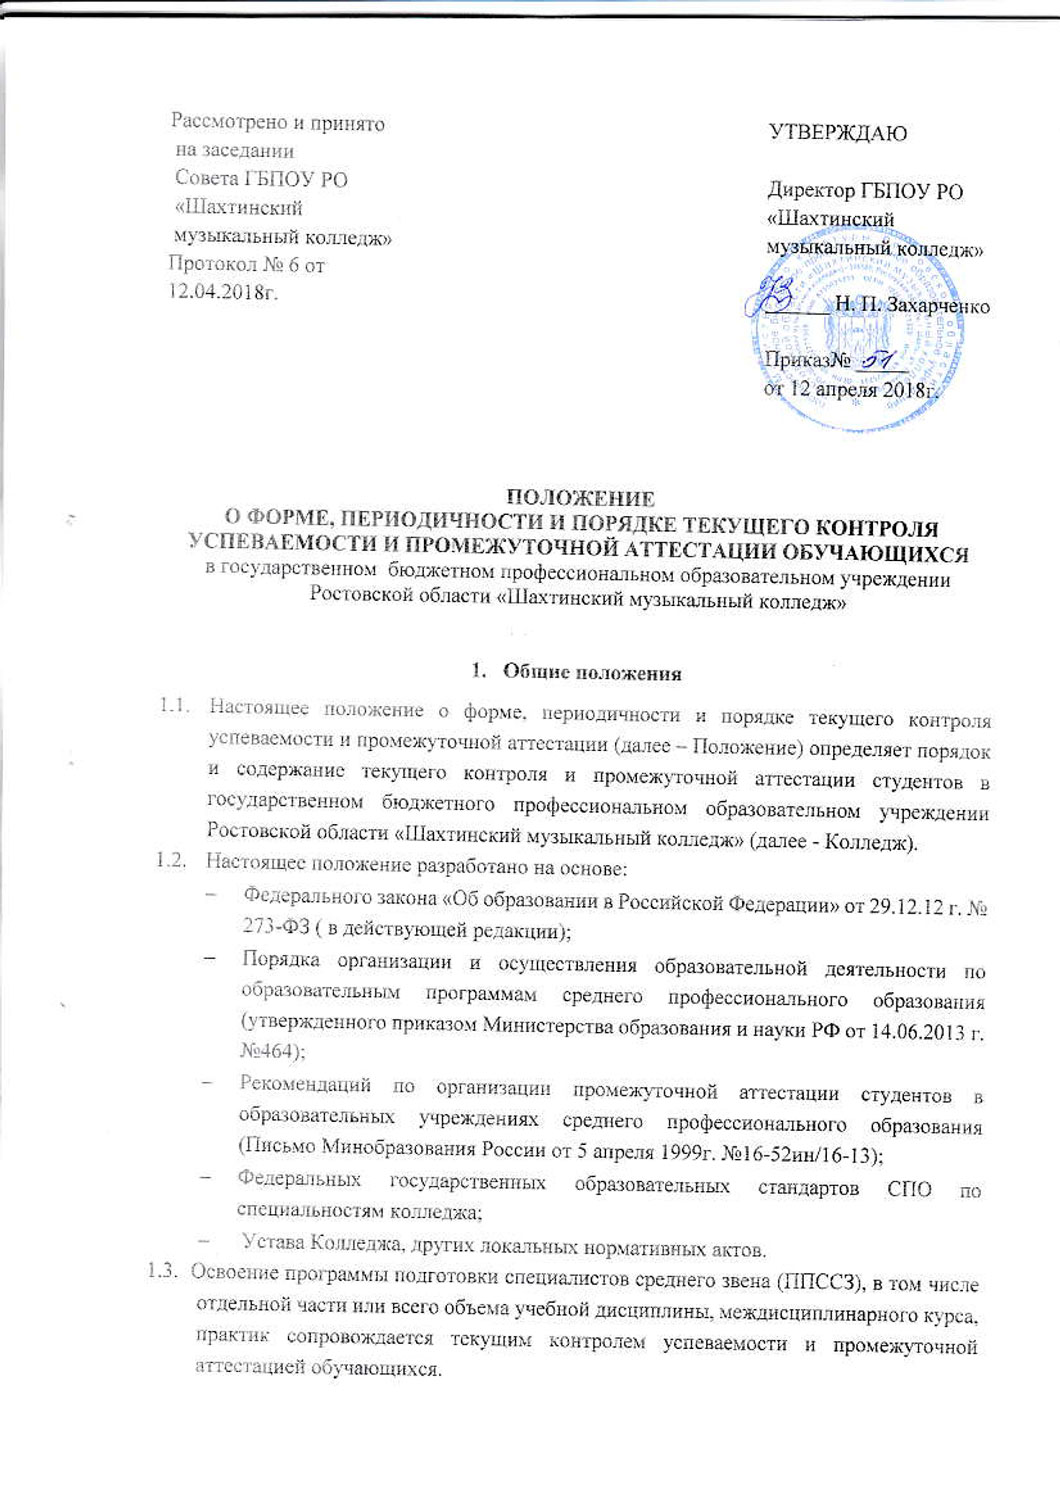 Рассмотрено и принято
на заседании
Совета ГБПОУ РО
«Шахтинский
музыкальный колледж»
Протокол № 6 от
12.04.2018г.
УТВЕРЖДАЮ
Директор ГБПОУ РО
«Шахтинский
музыкальный колледж»
______ Н. П. Захарченко
Приказ№ 51
от 12 апреля 2018г.
ПОЛОЖЕНИЕ
О ФОРМЕ, ПЕРИОДИЧНОСТИ И ПОРЯДКЕ ТЕКУЩЕГО КОНТРОЛЯ
УСПЕВАЕМОСТИ И ПРОМЕЖУТОЧНОЙ АТТЕСТАЦИИ ОБУЧАЮЩИХСЯ
в государственном бюджетном профессиональном образовательном учреждении
Ростовской области «Шахтинский музыкальный колледж»
1. Общие положения
1.1. Настоящее положение о форме, периодичности и порядке текущего контроля
успеваемости и промежуточной аттестации (далее – Положение) определяет порядок
и содержание текущего контроля и промежуточной аттестации студентов в
государственном бюджетного профессиональном образовательном учреждении
Ростовской области «Шахтинский музыкальный колледж» (далее - Колледж).
1.2. Настоящее положение разработано на основе:
– Федерального закона «Об образовании в Российской Федерации» от 29.12.12 г. №
273-ФЗ ( в действующей редакции);
– Порядка организации и осуществления образовательной деятельности по
образовательным программам среднего профессионального образования
(утвержденного приказом Министерства образования и науки РФ от 14.06.2013 г.
№464);
– Рекомендаций по организации промежуточной аттестации студентов в
образовательных учреждениях среднего профессионального образования
(Письмо Минобразования России от 5 апреля 1999г. №16-52ин/16-13);
– Федеральных государственных образовательных стандартов СПО по
специальностям колледжа;
– Устава Колледжа, других локальных нормативных актов.
1.3. Освоение программы подготовки специалистов среднего звена (ППССЗ), в том числе
отдельной части или всего объема учебной дисциплины, междисциплинарного курса,
практик сопровождается текущим контролем успеваемости и промежуточной
аттестацией обучающихся.